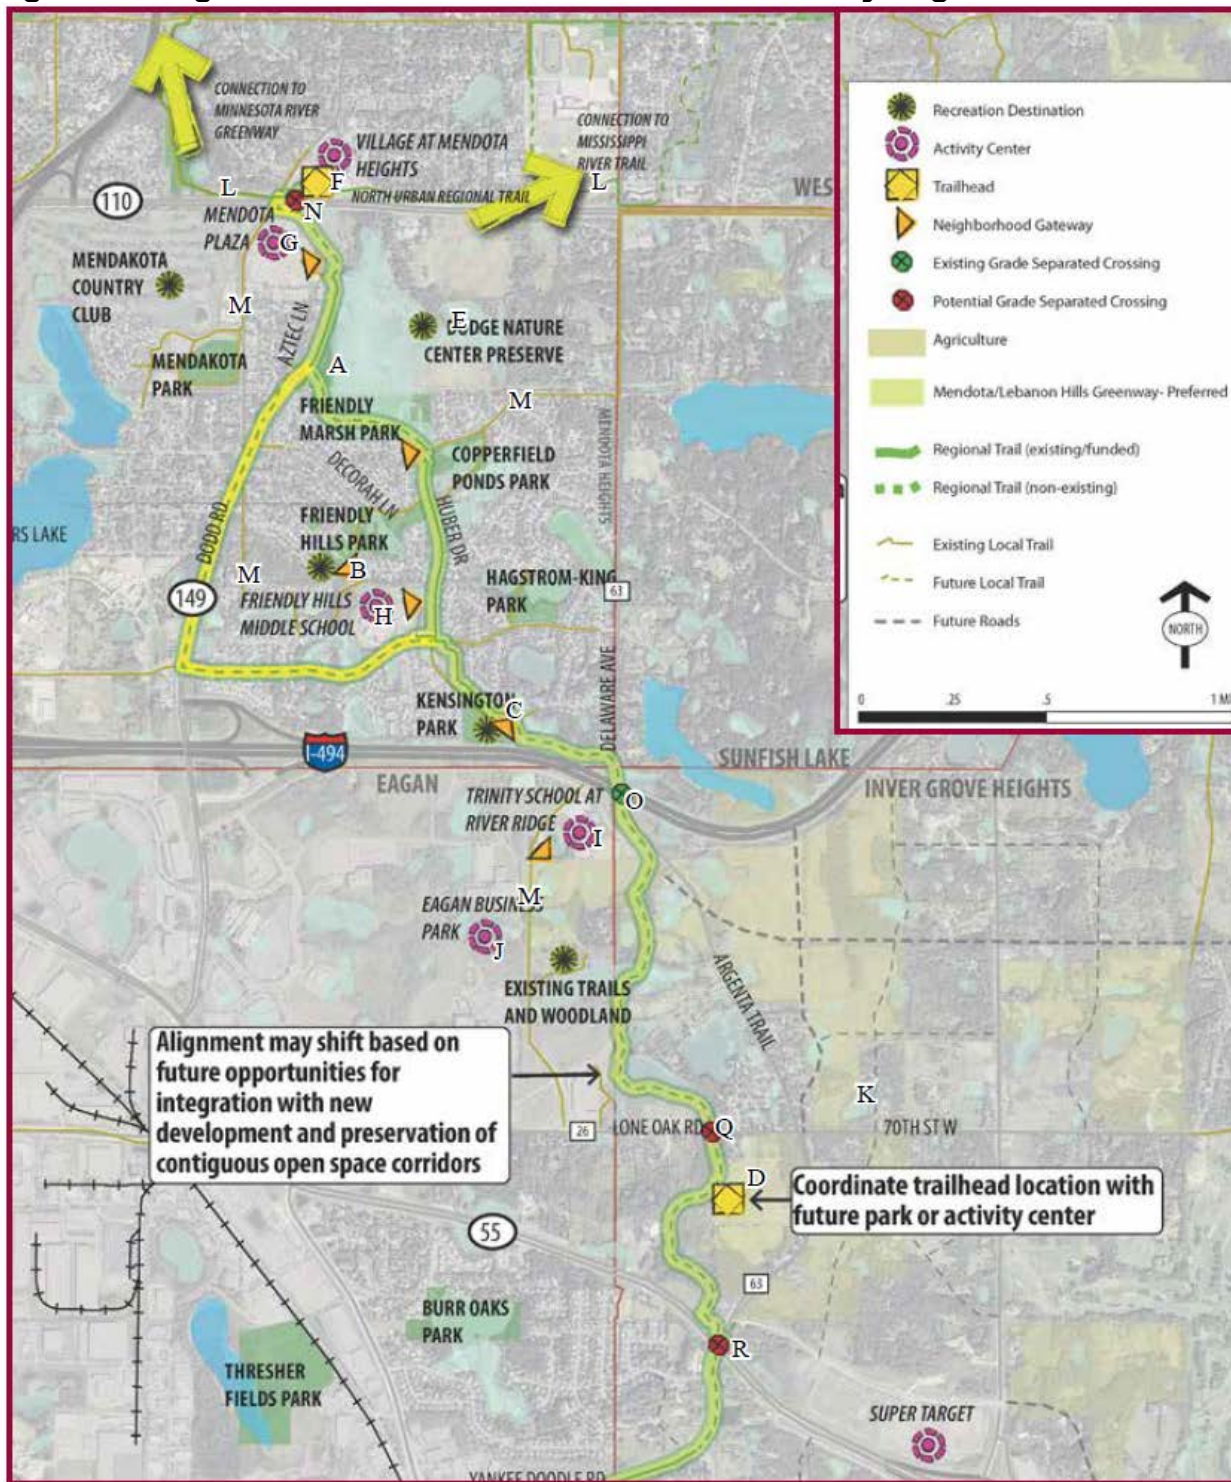 CONNECTION TO
MINNESOTA RIVER
GREENWAY
VILLAGE AT MENDOTA
HEIGHTS
CONNECTION TO
MISSISSIPPI
RIVER TRAIL
L
F
L
110
NORTH URBAN REGIONAL TRAIL
WES
N
MENDOTA
PLAZA
G
MENDAKOTA
COUNTRY
CLUB
M
AZTEC LN
E
DODGE NATURE
CENTER PRESERVE
MENDAKOTA
PARK
A
FRIENDLY
MARSH PARK
M
MENDOTA HEIGHTS
DECORAH LN
COPPERFIELD
PONDS PARK
HUBER DR
FRIENDLY
HILLS PARK
RS LAKE
DODD RD.
B
M
149
FRIENDLY HILLS
MIDDLE SCHOOL
H
HAGSTROM-KING
PARK
63
DELAWARE AVE
KENSINGTON
PARK
C
I-494
SUNFISH LAKE
EAGAN
INVER GROVE HEIGHTS
TRINITY SCHOOL AT
RIVER RIDGE
O
I
M
EAGAN BUSINESS
PARK
J
EXISTING TRAILS
AND WOODLAND
ARGENTA TRAIL
Alignment may shift based on
future opportunities for
integration with new
development and preservation of
contiguous open space corridors
K
26
LONE OAK RD
Q
70TH ST W
D
Coordinate trailhead location with
future park or activity center
55
63
BURR OAKS
PARK
R
THRESHER
FIELDS PARK
SUPER TARGET
YANKEE DOODLE RD
Recreation Destination
Activity Center
Trailhead
Neighborhood Gateway
Existing Grade Separated Crossing
Potential Grade Separated Crossing
Agriculture
Mendota/Lebanon Hills Greenway- Preferred
Regional Trail (existing/funded)
Regional Trail (non-existing)
Existing Local Trail
Future Local Trail
Future Roads
NORTH
0 .25 .5 1 MI